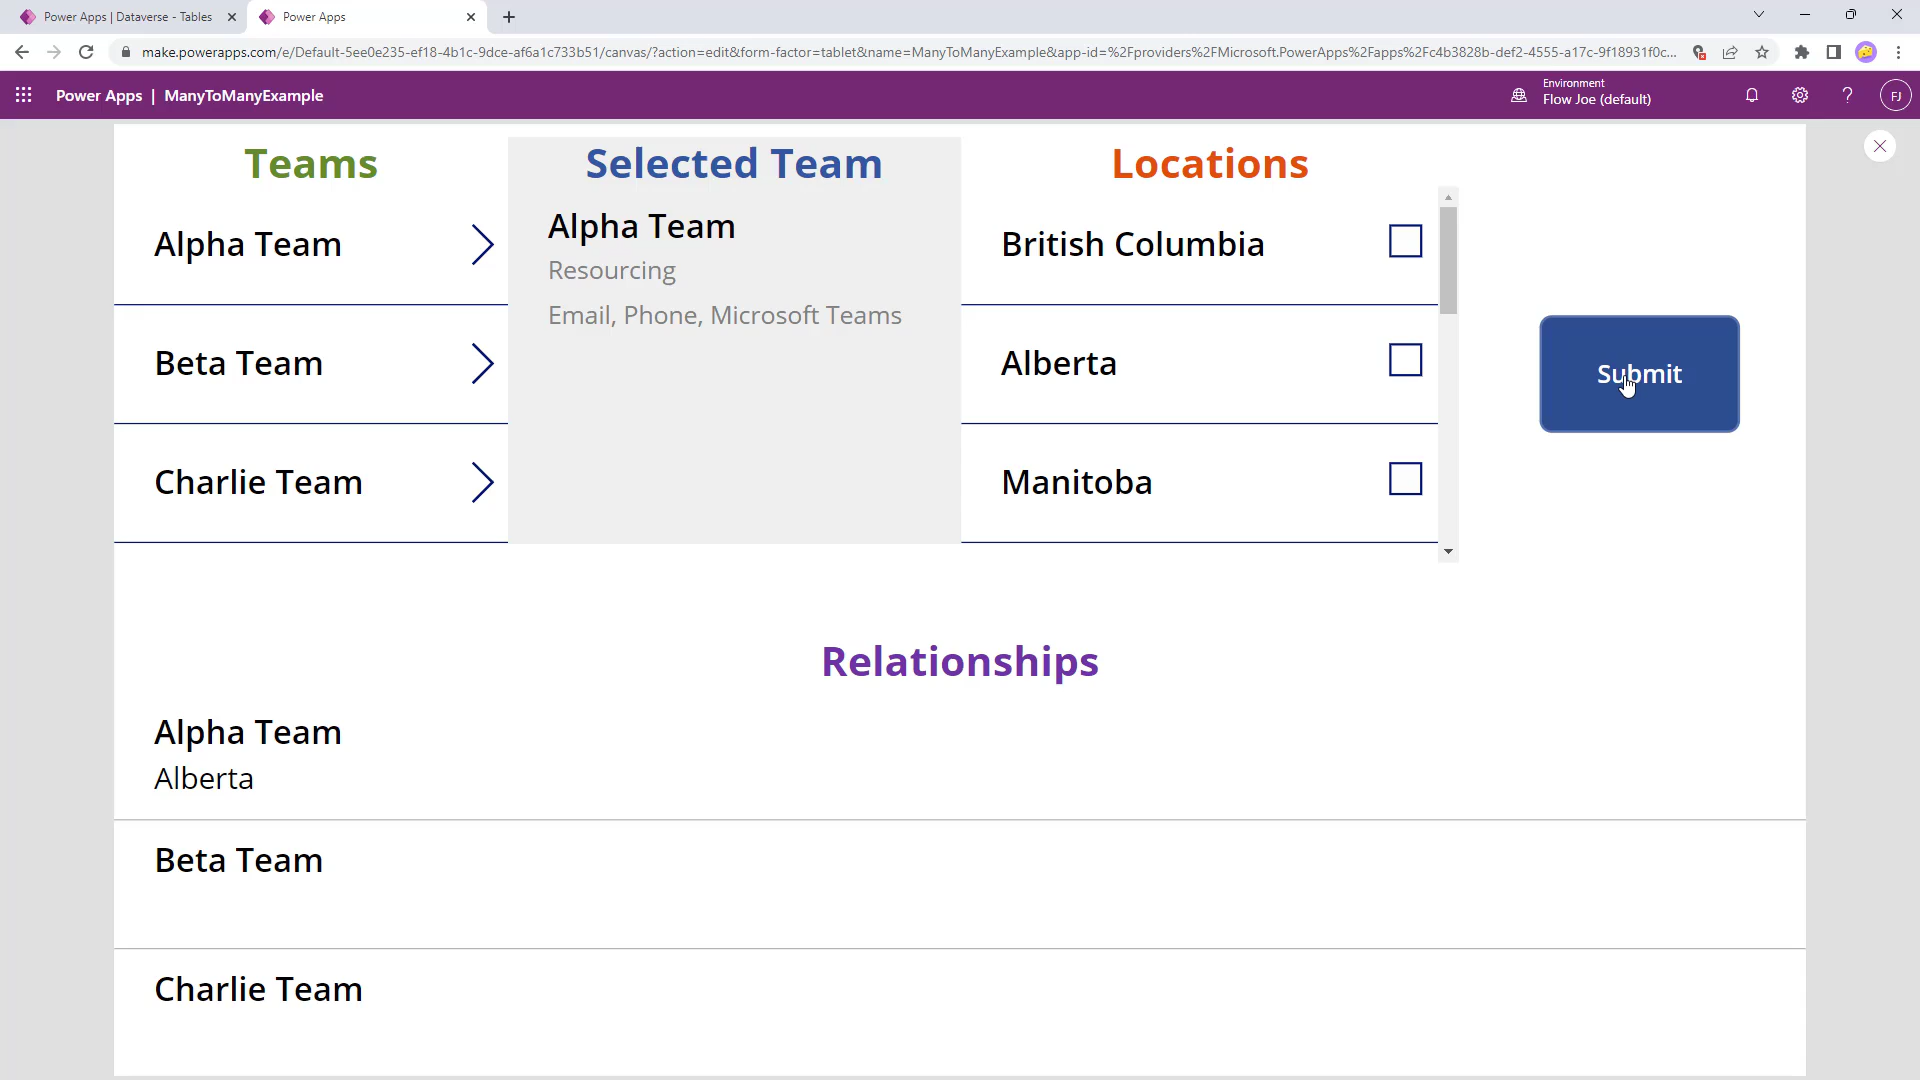 Power Apps | Dataverse - Tables
Power Apps
make.powerapps.com/e/Default-5ee0e235-ef18-4b1c-9dce-af6a1c733b51/canvas/?action=edit&form-factor=tablet&name=ManyToManyExample&app-id=%2Fproviders%2FMicrosoft.PowerApps%2Fapps%2Fc4b3828b-def2-4555-a17c-9f18931f0c...
Power Apps | ManyToManyExample
Environment
Flow Joe (default)
?
FJ
Teams
Alpha Team
Beta Team
Charlie Team
Selected Team
Alpha Team
Resourcing
Email, Phone, Microsoft Teams
Locations
British Columbia
Alberta
Manitoba
Submit
Relationships
Alpha Team
Alberta
Beta Team
Charlie Team